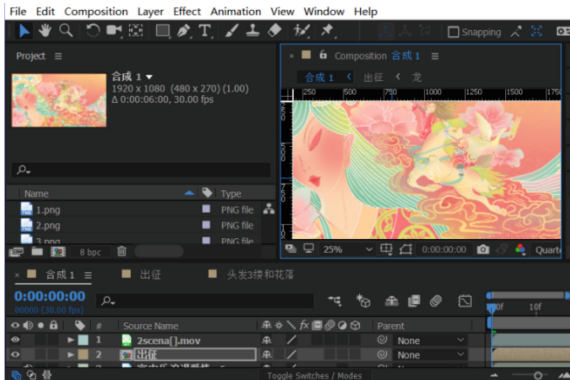 File Edit Composition Layer Effect Animation View Window Help
Snapping
Project
合成 1
1920 x 1080 (480 x 270) (1.00)
Δ 0:00:06:00, 30.00 fps
Name Type
1.png PNG file
2.png PNG file
3.png PNG file
8 bpc
Composition 合成 1
合成 1 出征 龙
250 500 750 1000 1250 1500 1750
25% 0:00:00:00
合成 1 出征 头发3缕和花落
0:00:00:00
00000 (30.00 fps)
# Source Name Parent
1 2scena[].mov None
2 出征 None
None
10f
Toggle Switches / Modes